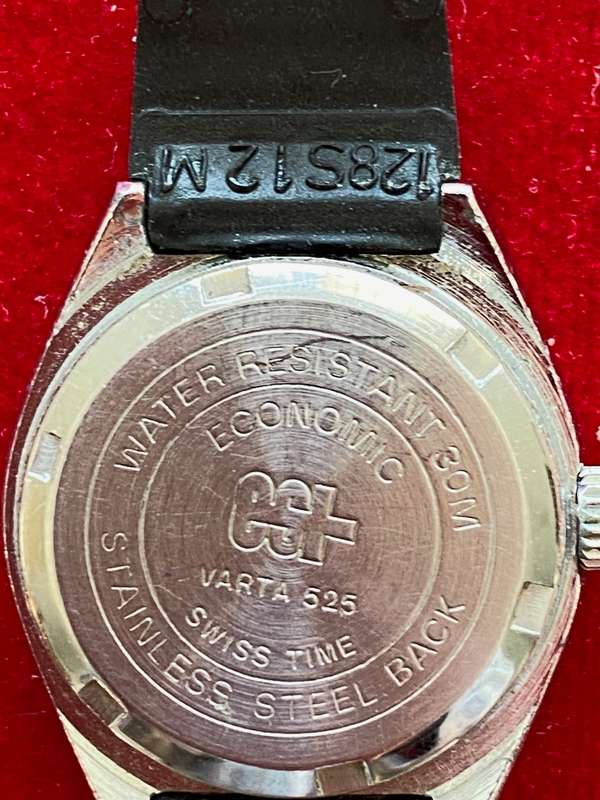 128S12M
WATER RESISTANT 30M
ECONOMIC
VARTA 525
SWISS TIME
STAINLESS STEEL BACK